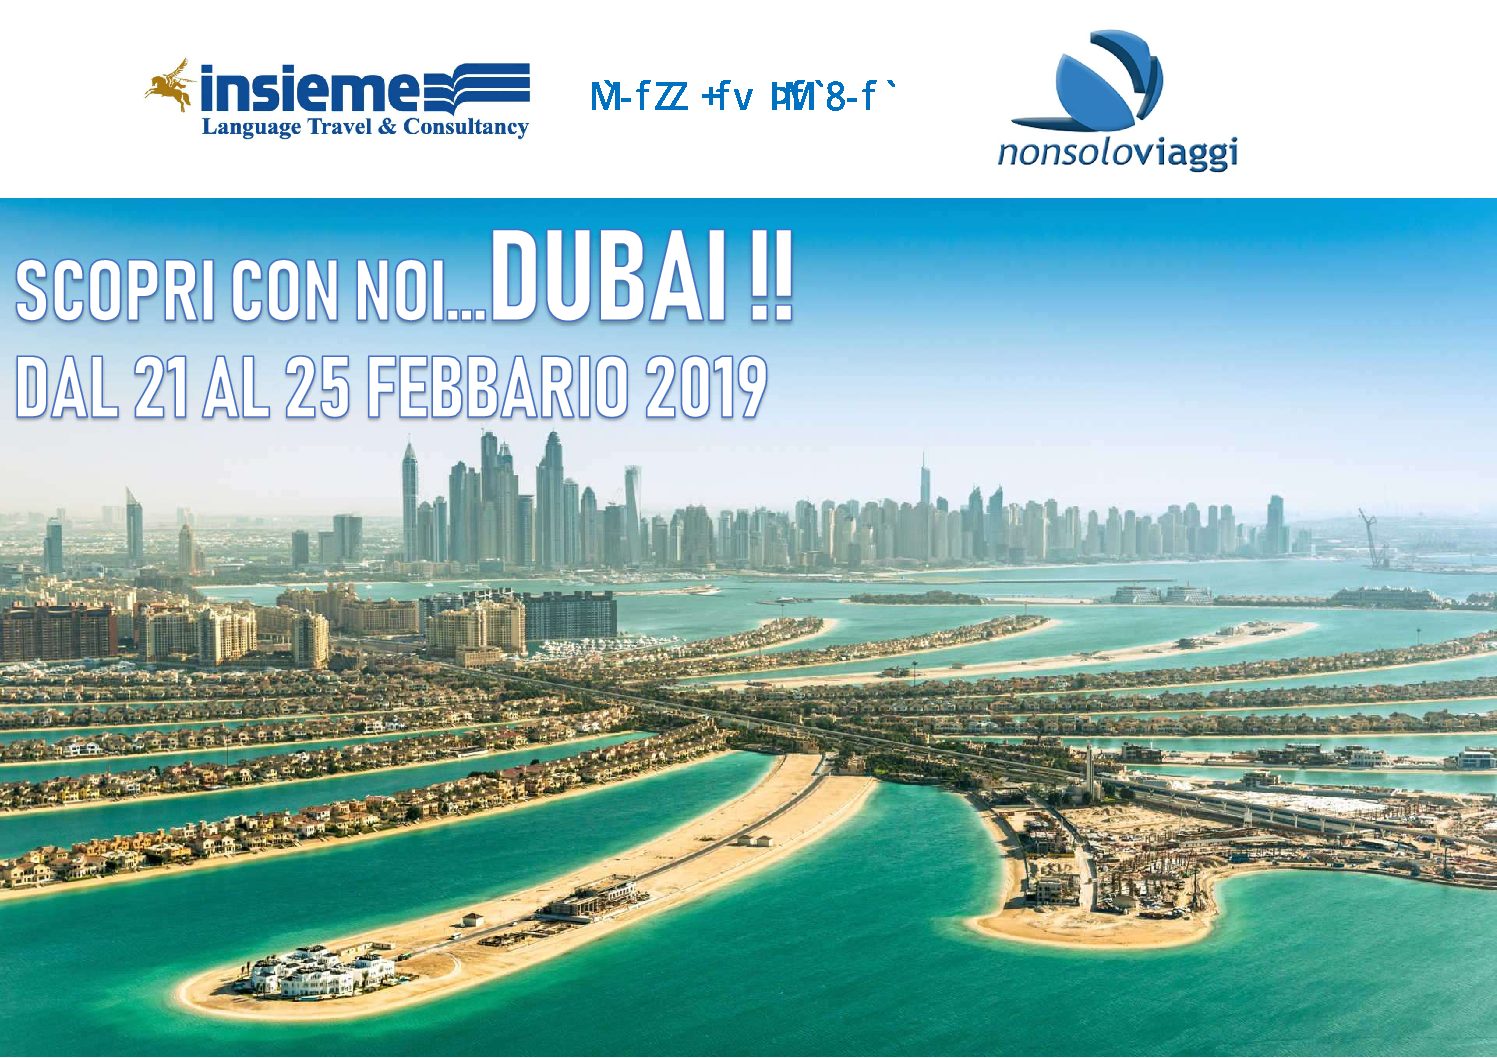 insieme
Language Travel & Consultancy
nonsoloviaggi
SCOPRI CON NOI...DUBAI !!
DAL 21 AL 25 FEBBARIO 2019